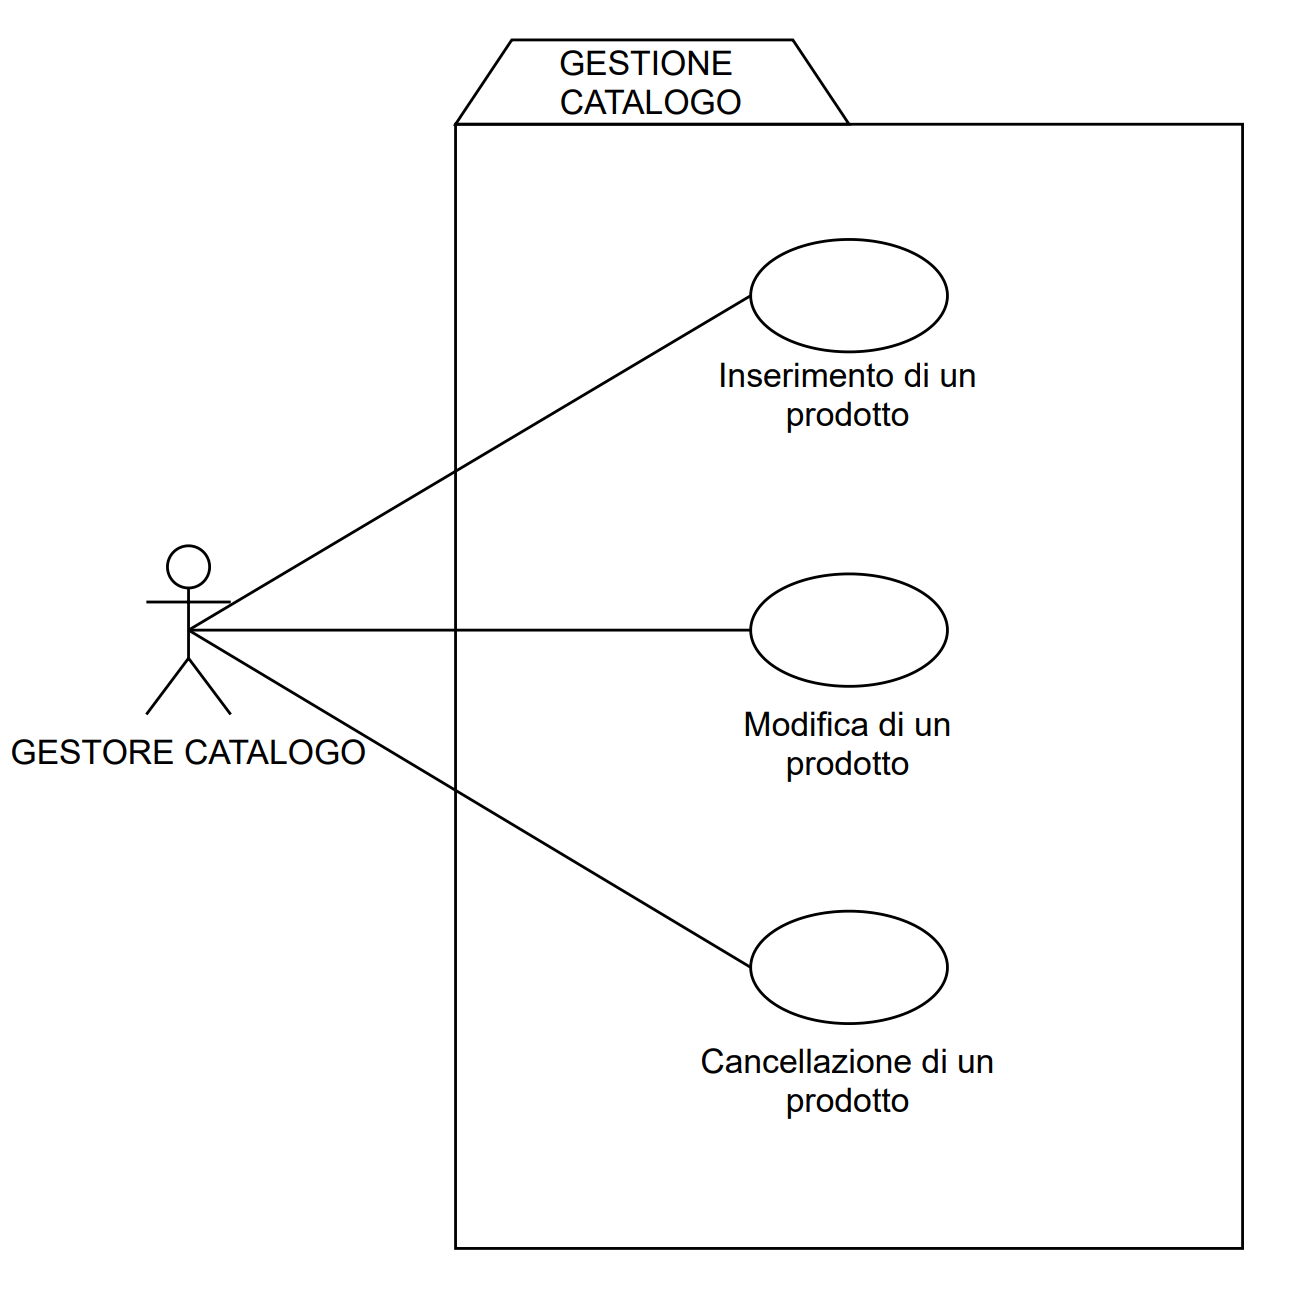 GESTIONE
CATALOGO
Inserimento di un
prodotto
GESTORE CATALOGO
Modifica di un
prodotto
Cancellazione di un
prodotto